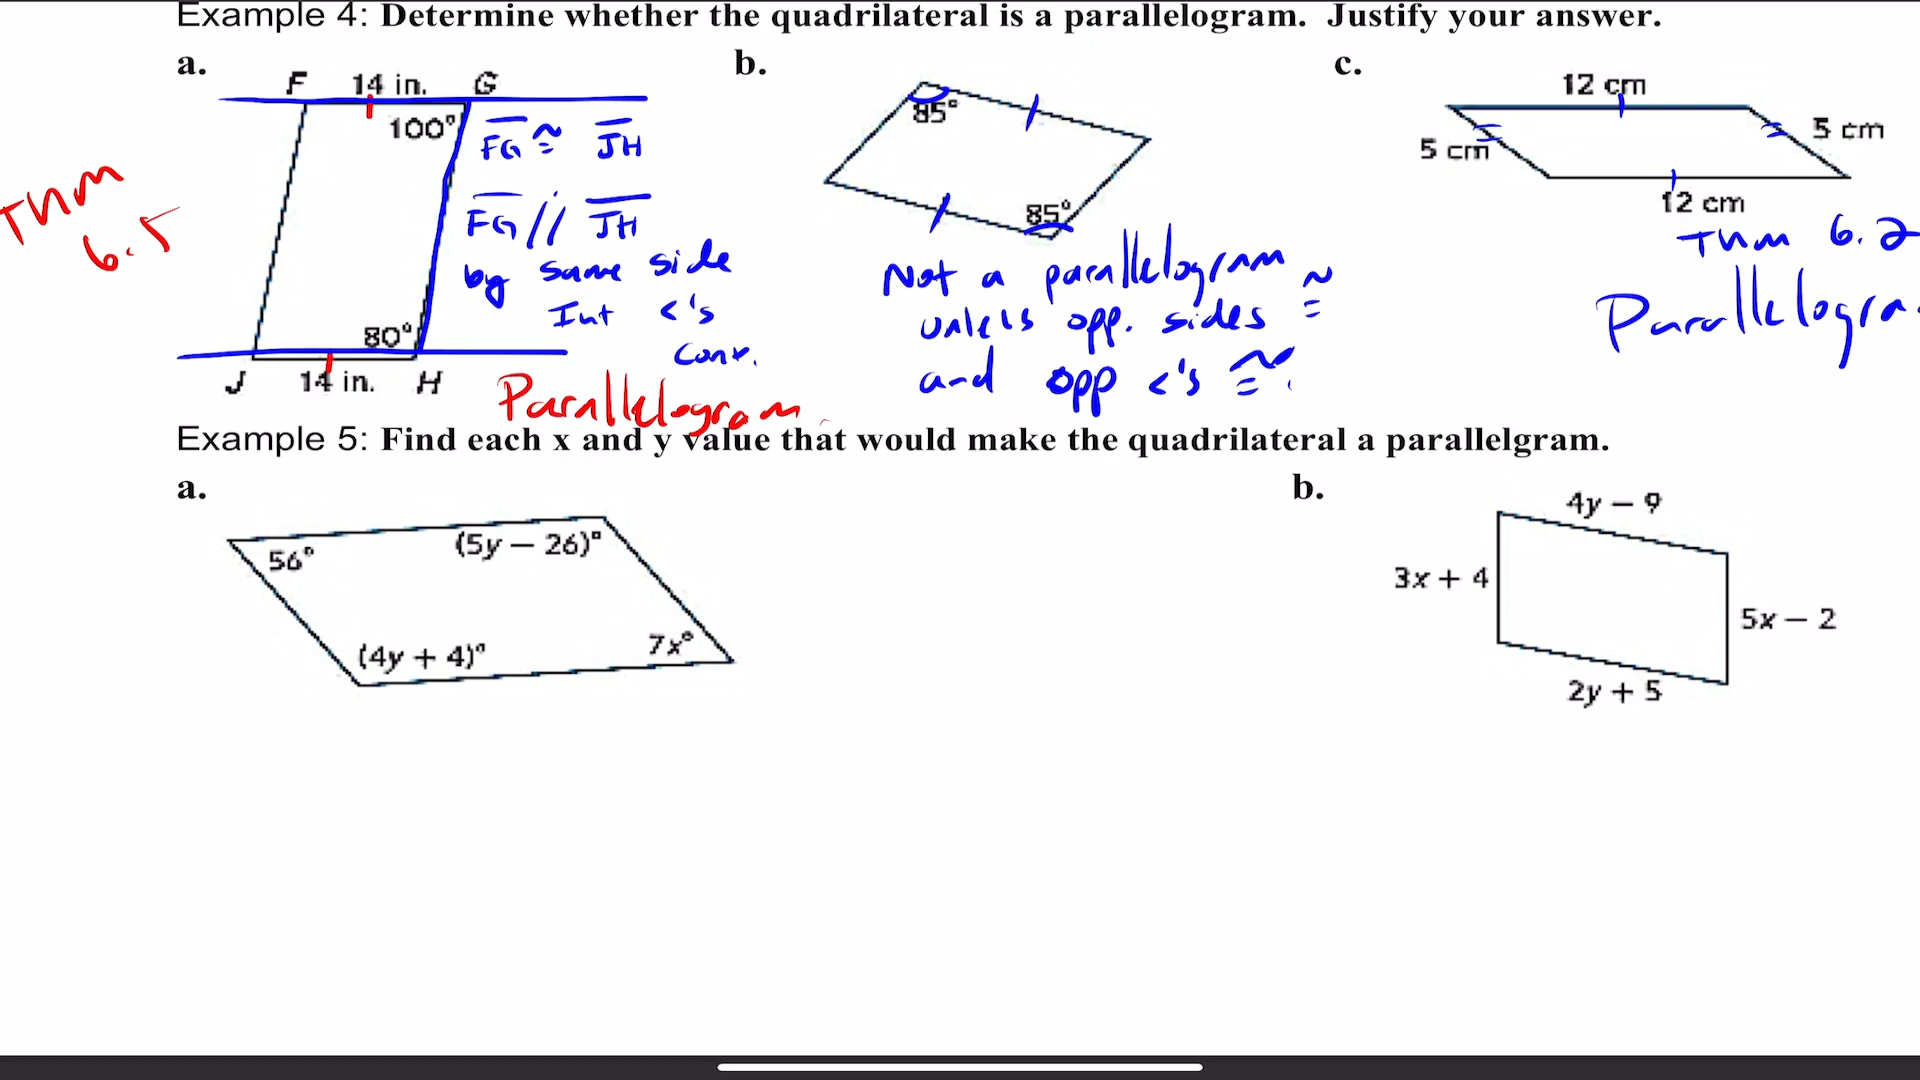 Example 4: Determine whether the quadrilateral is a parallelogram. Justify your answer.
a.
F 14 in. G
100°
80°
J 14 in. H
Thm
6.5
FG ≅ JH
FG // JH
by same side
Int <'s
conv.
Parallelogram
b.
85°
85°
Not a parallelogram
unless opp. sides ≅
and opp <'s ≅.
c.
12 cm
5 cm
5 cm
12 cm
Thm 6.2
Parallelogra
Example 5: Find each x and y value that would make the quadrilateral a parallelgram.
a.
56°
(5y – 26)°
(4y + 4)°
7x°
b.
4y – 9
3x + 4
5x – 2
2y + 5